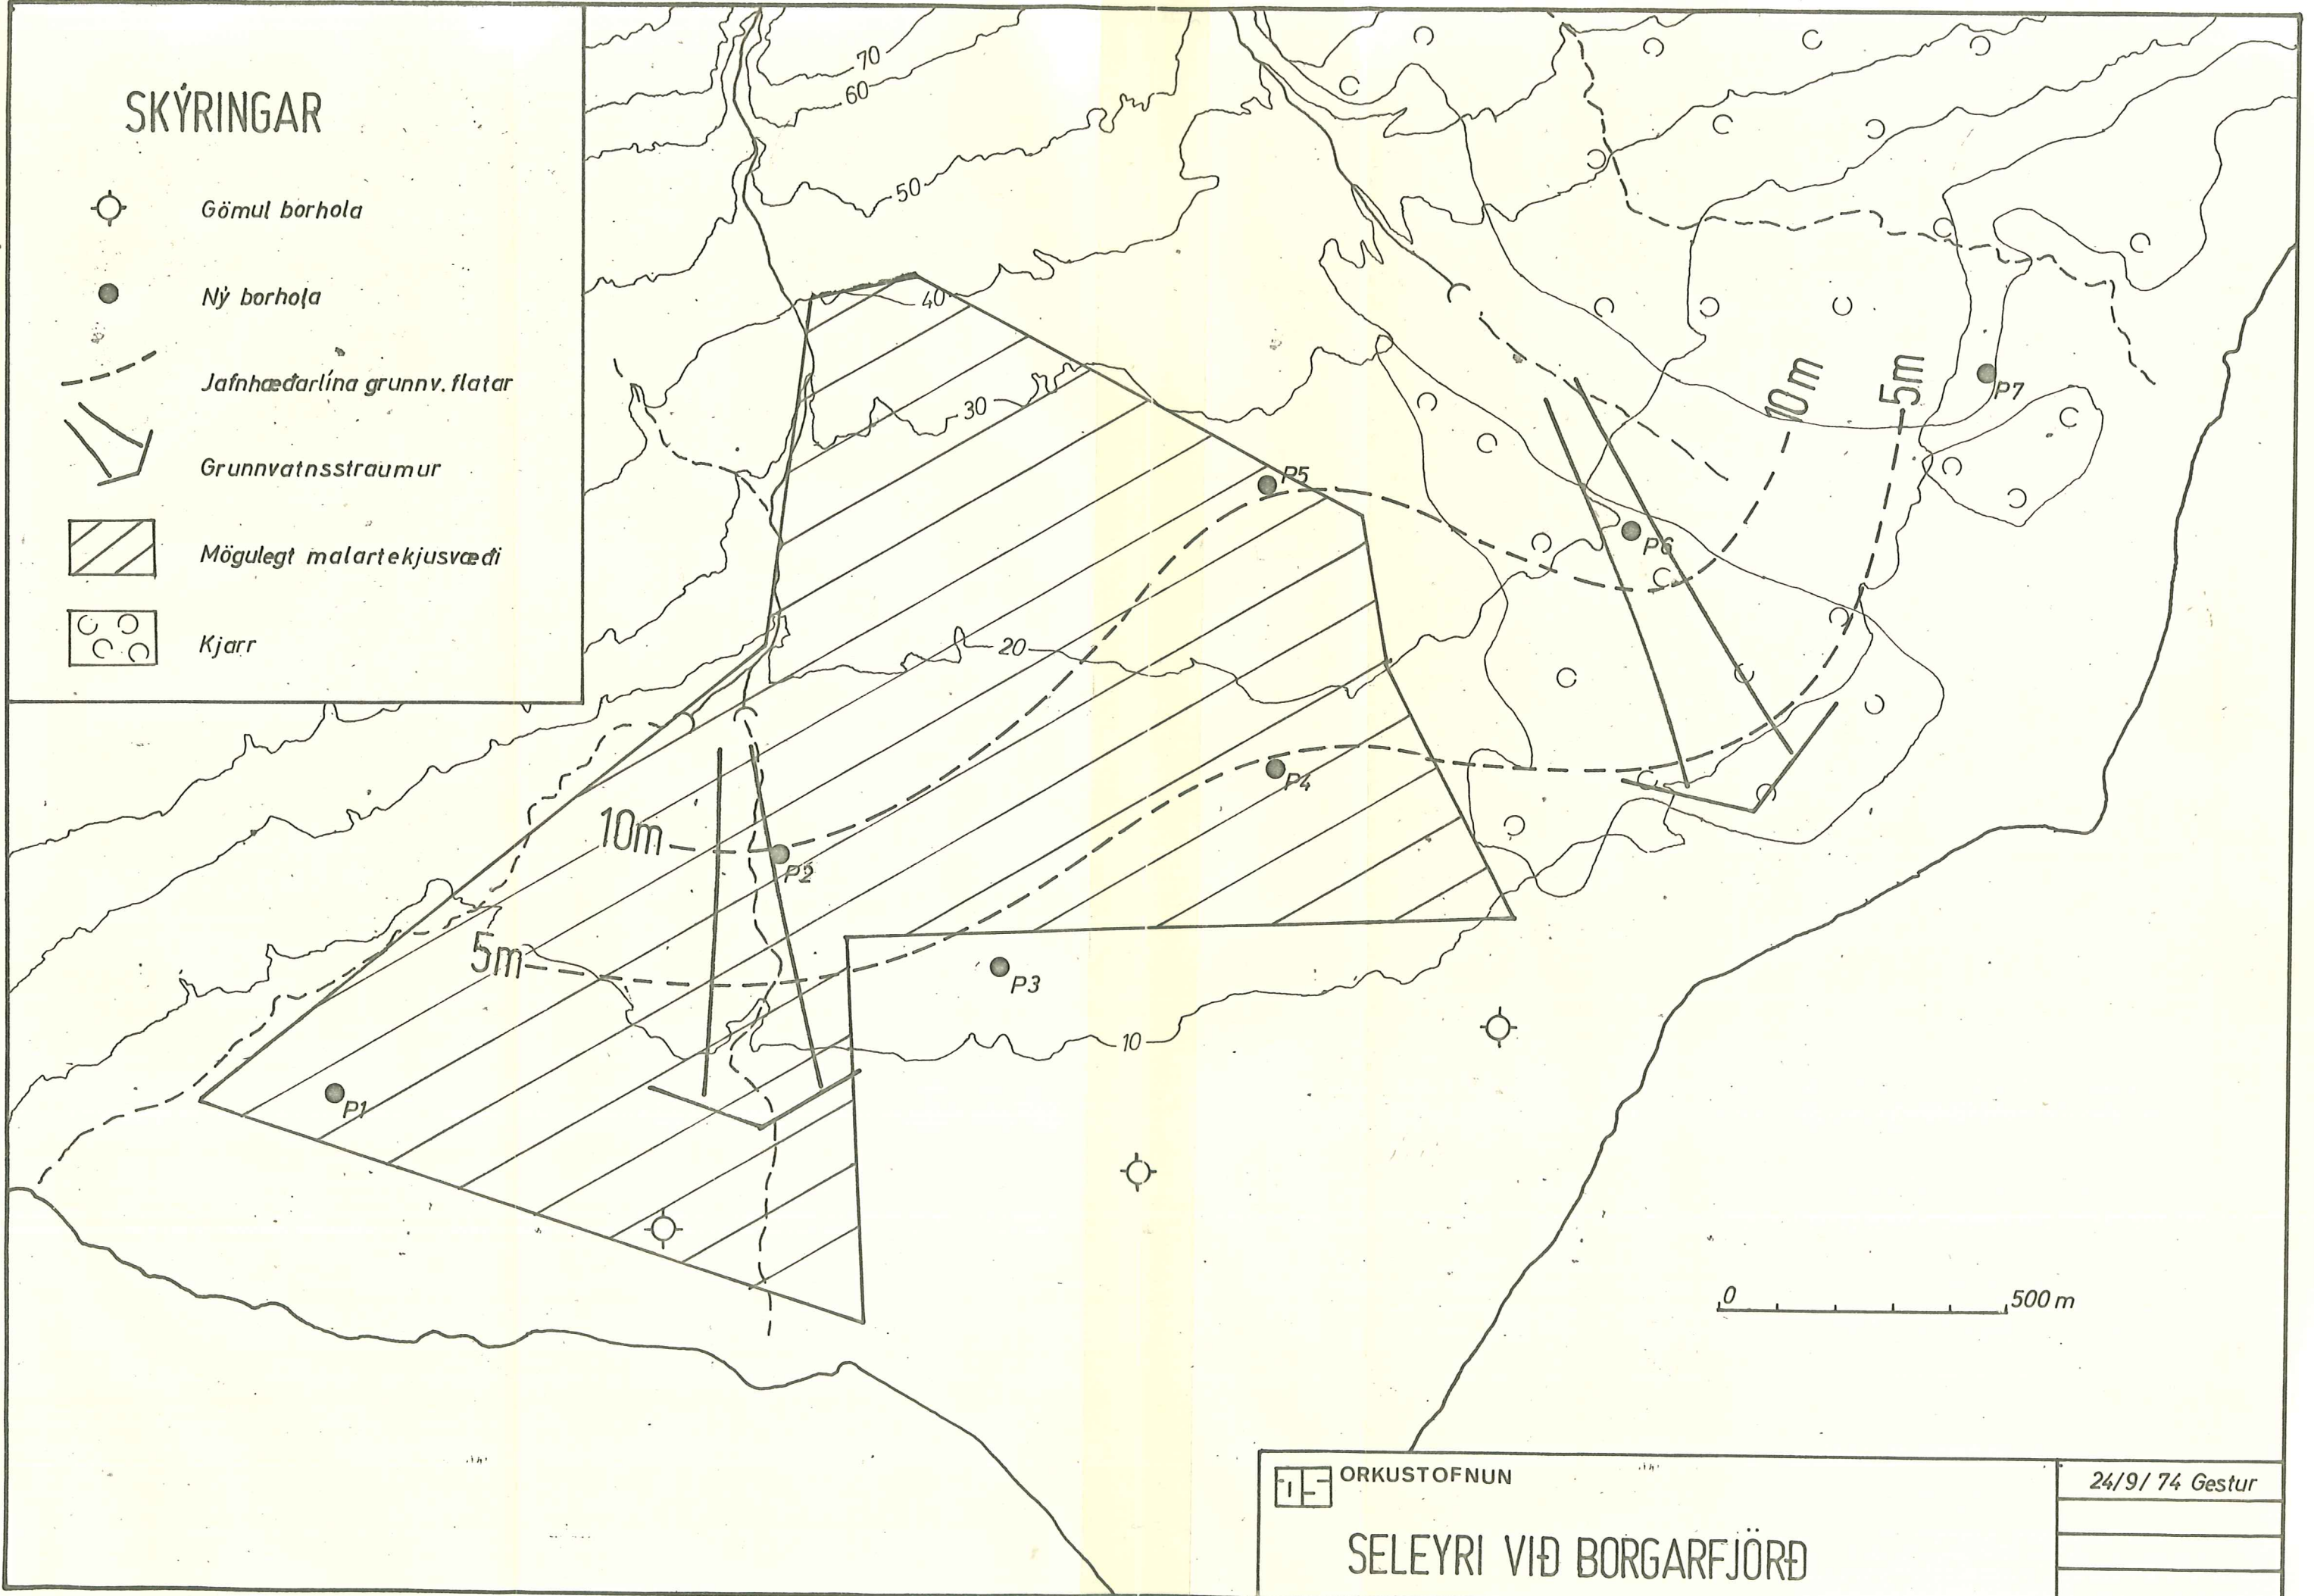 SKÝRINGAR
Gömul borhola
Ný borhola
Jafnhæðarlína grunnv. flatar
Grunnvatnsstraumur
Mögulegt malartekjusvæði
Kjarr
70
60
50
40
30
20
10
10m
5m
10m
5m
P7
P5
P6
P4
P2
P3
P1
0
500 m
ORKUSTOFNUN
24/9/ 74 Gestur
SELEYRI VIÐ BORGARFJÖRÐ